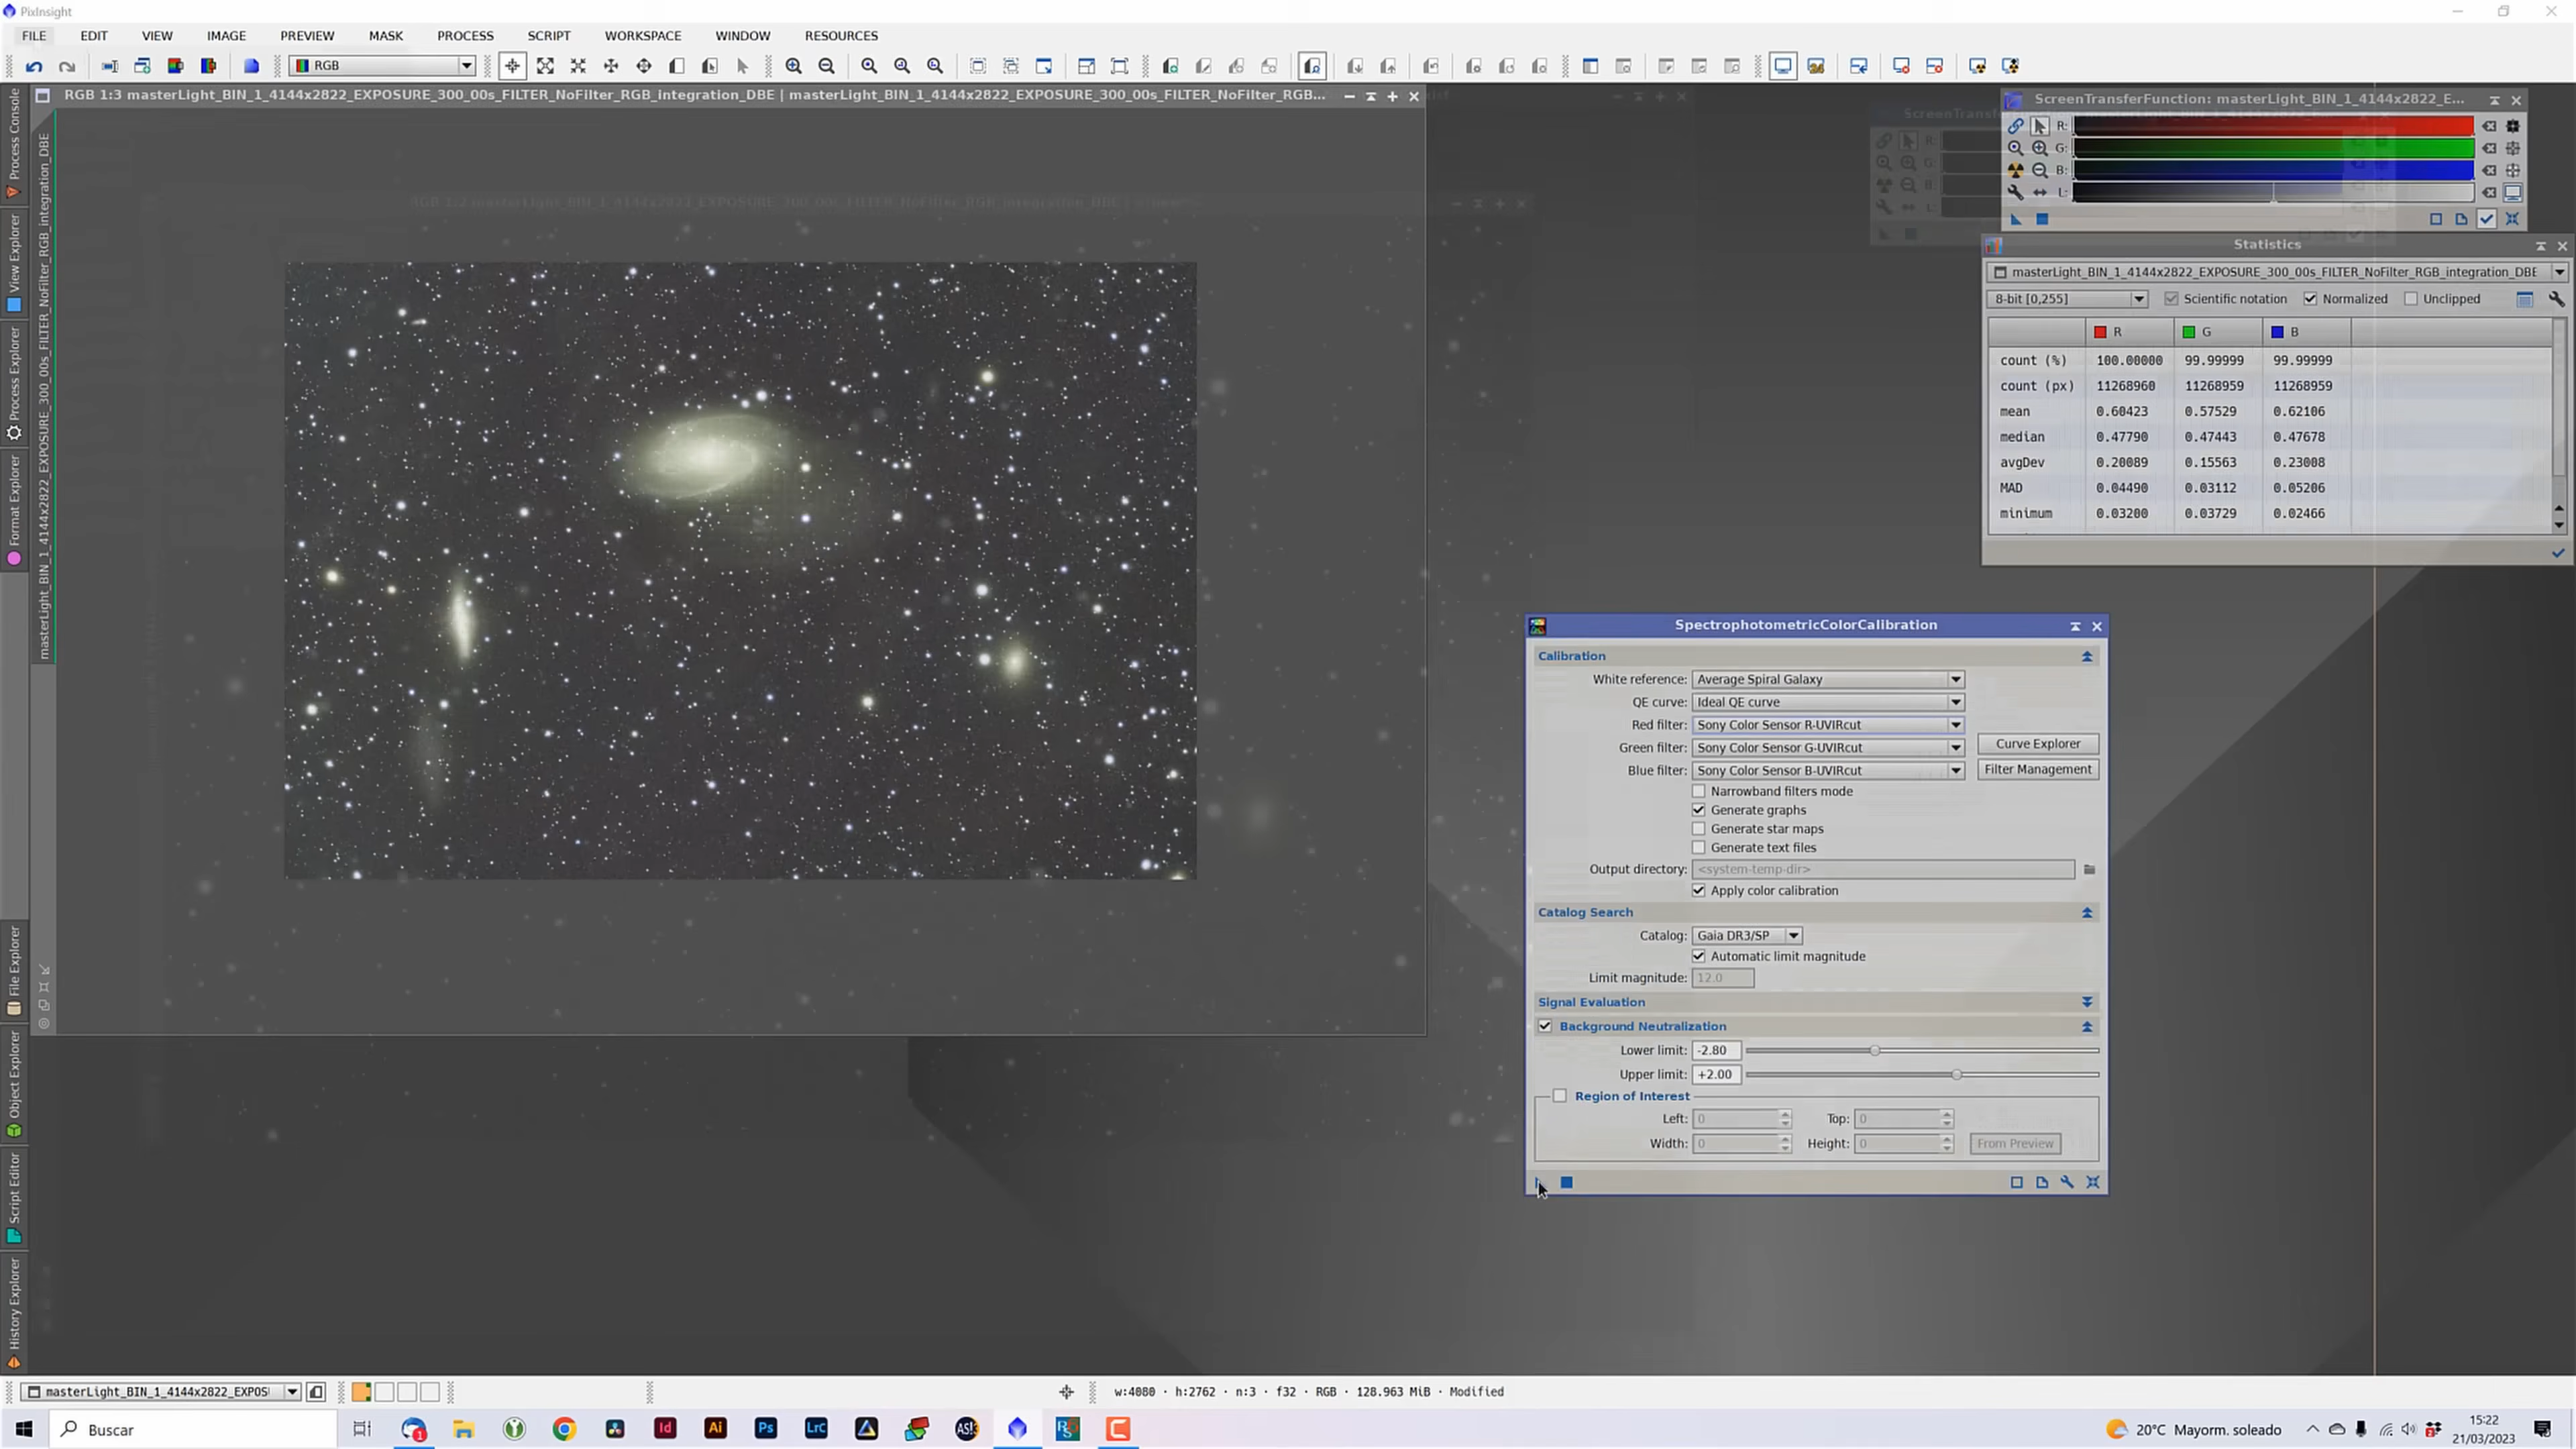 PixInsight
FILE EDIT VIEW IMAGE PREVIEW MASK PROCESS SCRIPT WORKSPACE WINDOW RESOURCES
RGB
RGB 1:3 masterLight_BIN_1_4144x2822_EXPOSURE_300_00s_FILTER_NoFilter_RGB_integration_DBE | masterLight_BIN_1_4144x2822_EXPOSURE_300_00s_FILTER_NoFilter_RGB...
masterLight_BIN_1_4144x2822_EXPOSURE_300_00s_FILTER_NoFilter_RGB_integration_DBE
Process Console
View Explorer
Process Explorer
Format Explorer
File Explorer
Object Explorer
Script Editor
History Explorer
ScreenTransferFunction: masterLight_BIN_1_4144x2822_E...
R:
G:
B:
L:
Statistics
masterLight_BIN_1_4144x2822_EXPOSURE_300_00s_FILTER_NoFilter_RGB_integration_DBE
8-bit [0,255] Scientific notation Normalized Unclipped
R G B
count (%) 100.00000 99.99999 99.99999
count (px) 11268960 11268959 11268959
mean 0.60423 0.57529 0.62106
median 0.47790 0.47443 0.47678
avgDev 0.20089 0.15563 0.23008
MAD 0.04490 0.03112 0.05206
minimum 0.03200 0.03729 0.02466
SpectrophotometricColorCalibration
Calibration
White reference: Average Spiral Galaxy
QE curve: Ideal QE curve
Red filter: Sony Color Sensor R-UVIRcut
Green filter: Sony Color Sensor G-UVIRcut Curve Explorer
Blue filter: Sony Color Sensor B-UVIRcut Filter Management
Narrowband filters mode
Generate graphs
Generate star maps
Generate text files
Output directory: <system-temp-dir>
Apply color calibration
Catalog Search
Catalog: Gaia DR3/SP
Automatic limit magnitude
Limit magnitude: 12.0
Signal Evaluation
Background Neutralization
Lower limit: -2.80
Upper limit: +2.00
Region of Interest
Left: 0 Top: 0
Width: 0 Height: 0 From Preview
masterLight_BIN_1_4144x2822_EXPOS
w:4080 · h:2762 · n:3 · f32 · RGB · 128.963 MiB · Modified
Buscar
1
Id Ai Ps LrC AS!
20°C Mayorm. soleado
15:22
21/03/2023